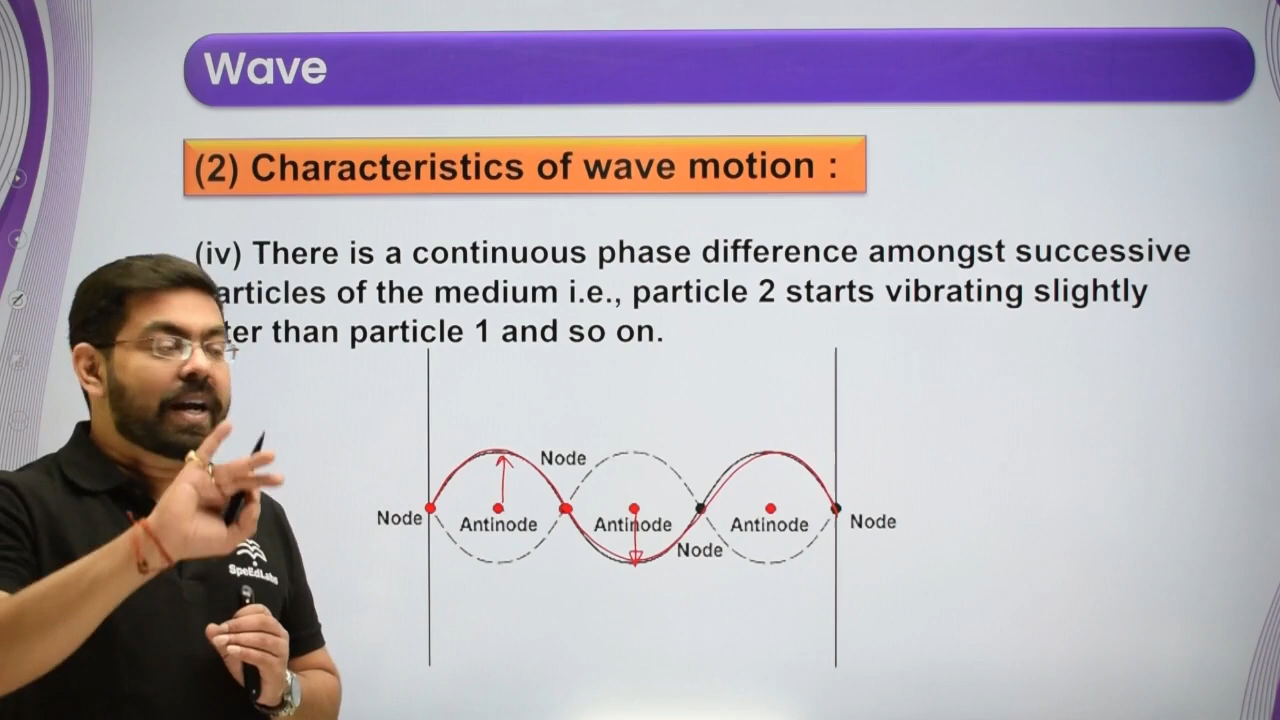 Wave
(2) Characteristics of wave motion :
(iv) There is a continuous phase difference amongst successive
articles of the medium i.e., particle 2 starts vibrating slightly
ter than particle 1 and so on.
Node
Node Antinode Antinode Antinode Node
Node
SpeEdLabs